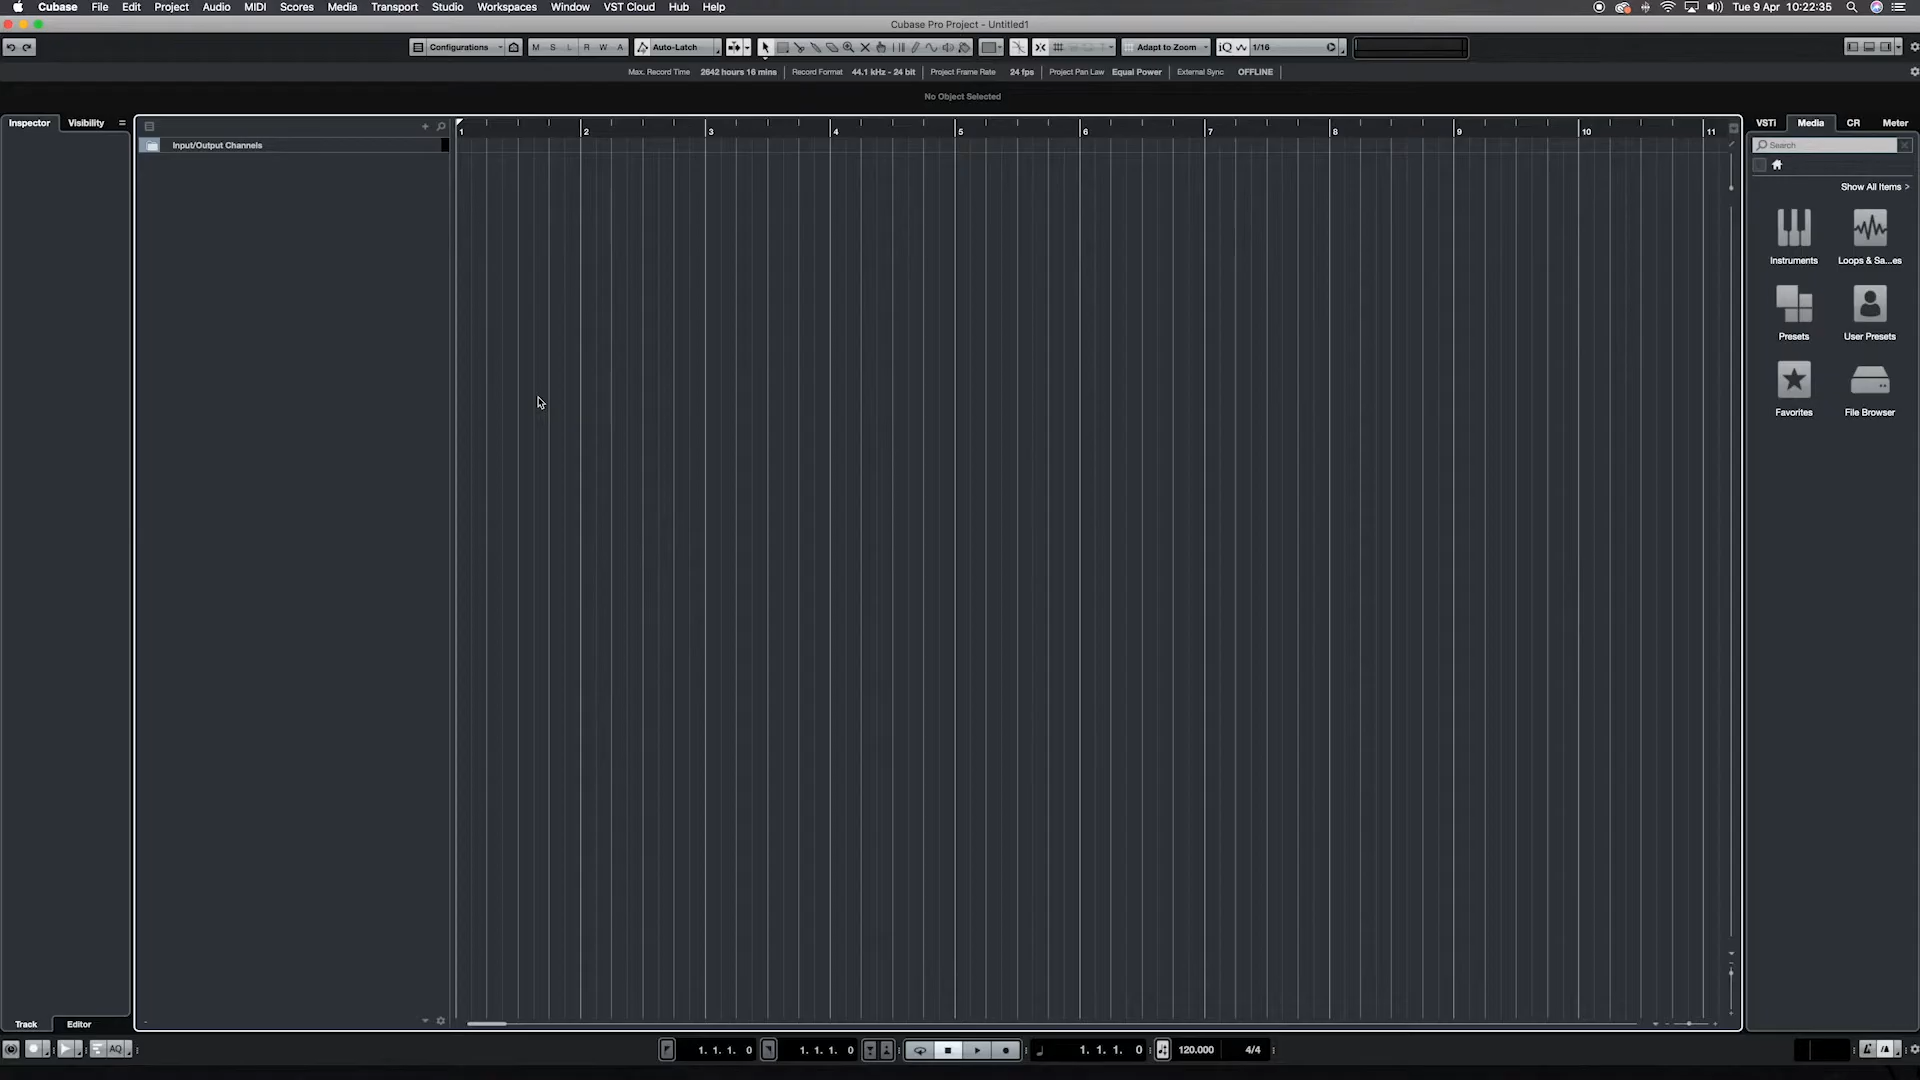 Cubase File Edit Project Audio MIDI Scores Media Transport Studio Workspaces Window VST Cloud Hub Help Tue 9 Apr 10:22:35
Cubase Pro Project - Untitled1
Configurations M S L R W A Auto-Latch Adapt to Zoom iQ 1/16
Max. Record Time 2642 hours 16 mins Record Format 44.1 kHz - 24 bit Project Frame Rate 24 fps Project Pan Law Equal Power External Sync OFFLINE
No Object Selected
Inspector Visibility
1 2 3 4 5 6 7 8 9 10 11
VSTi Media CR Meter
Input/Output Channels
Search
Show All Items >
Instruments Loops & Sa...es
Presets User Presets
Favorites File Browser
Track Editor
AQ 1. 1. 1. 0 1. 1. 1. 0 1. 1. 1. 0 120.000 4/4